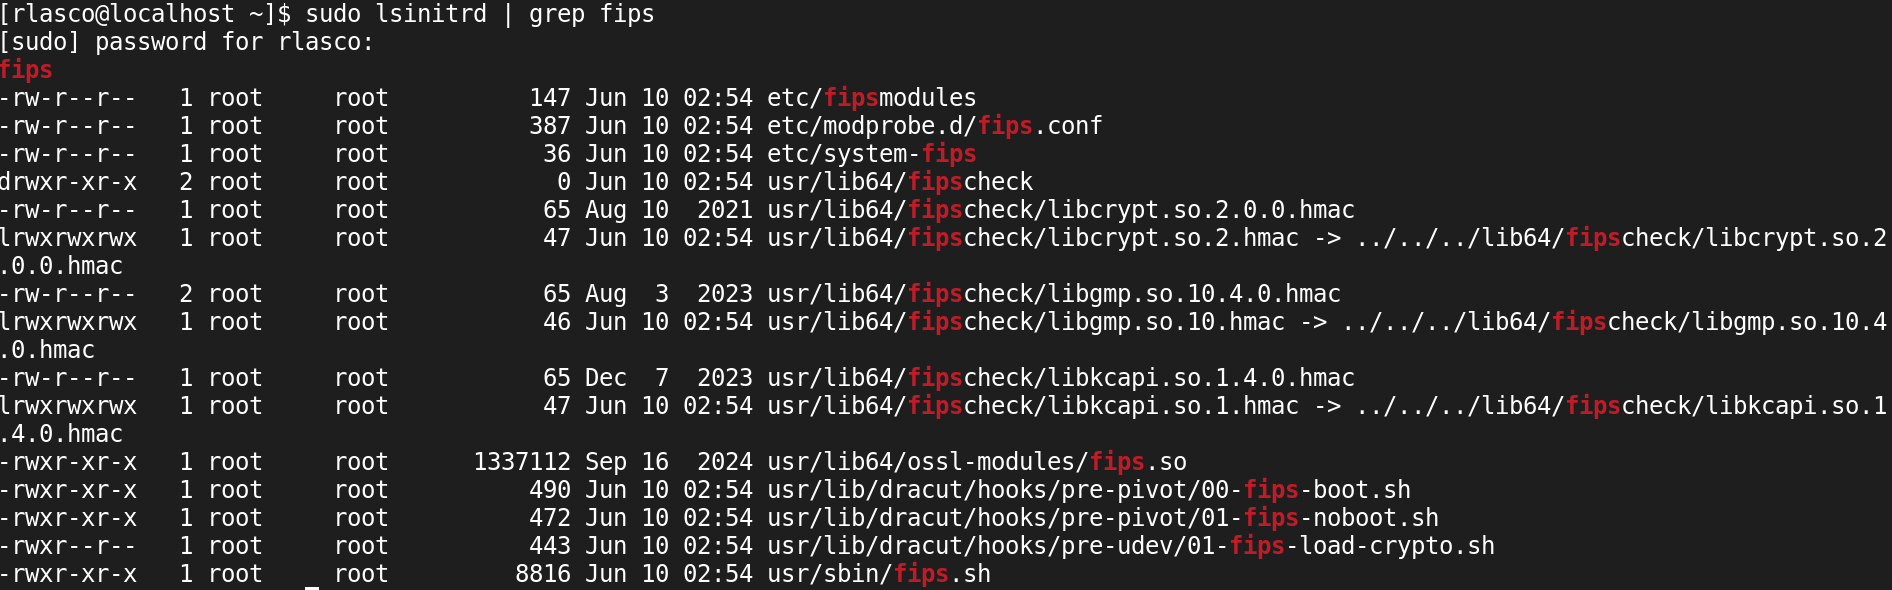 [rlasco@localhost ~]$ sudo lsinitrd | grep fips
[sudo] password for rlasco:
fips
-rw-r--r--   1 root     root          147 Jun 10 02:54 etc/fipsmodules
-rw-r--r--   1 root     root          387 Jun 10 02:54 etc/modprobe.d/fips.conf
-rw-r--r--   1 root     root           36 Jun 10 02:54 etc/system-fips
drwxr-xr-x   2 root     root            0 Jun 10 02:54 usr/lib64/fipscheck
-rw-r--r--   1 root     root           65 Aug 10  2021 usr/lib64/fipscheck/libcrypt.so.2.0.0.hmac
lrwxrwxrwx   1 root     root           47 Jun 10 02:54 usr/lib64/fipscheck/libcrypt.so.2.hmac -> ../../../lib64/fipscheck/libcrypt.so.2
.0.0.hmac
-rw-r--r--   2 root     root           65 Aug  3  2023 usr/lib64/fipscheck/libgmp.so.10.4.0.hmac
lrwxrwxrwx   1 root     root           46 Jun 10 02:54 usr/lib64/fipscheck/libgmp.so.10.hmac -> ../../../lib64/fipscheck/libgmp.so.10.4
.0.hmac
-rw-r--r--   1 root     root           65 Dec  7  2023 usr/lib64/fipscheck/libkcapi.so.1.4.0.hmac
lrwxrwxrwx   1 root     root           47 Jun 10 02:54 usr/lib64/fipscheck/libkcapi.so.1.hmac -> ../../../lib64/fipscheck/libkcapi.so.1
.4.0.hmac
-rwxr-xr-x   1 root     root      1337112 Sep 16  2024 usr/lib64/ossl-modules/fips.so
-rwxr-xr-x   1 root     root          490 Jun 10 02:54 usr/lib/dracut/hooks/pre-pivot/00-fips-boot.sh
-rwxr-xr-x   1 root     root          472 Jun 10 02:54 usr/lib/dracut/hooks/pre-pivot/01-fips-noboot.sh
-rwxr--r--   1 root     root          443 Jun 10 02:54 usr/lib/dracut/hooks/pre-udev/01-fips-load-crypto.sh
-rwxr-xr-x   1 root     root         8816 Jun 10 02:54 usr/sbin/fips.sh